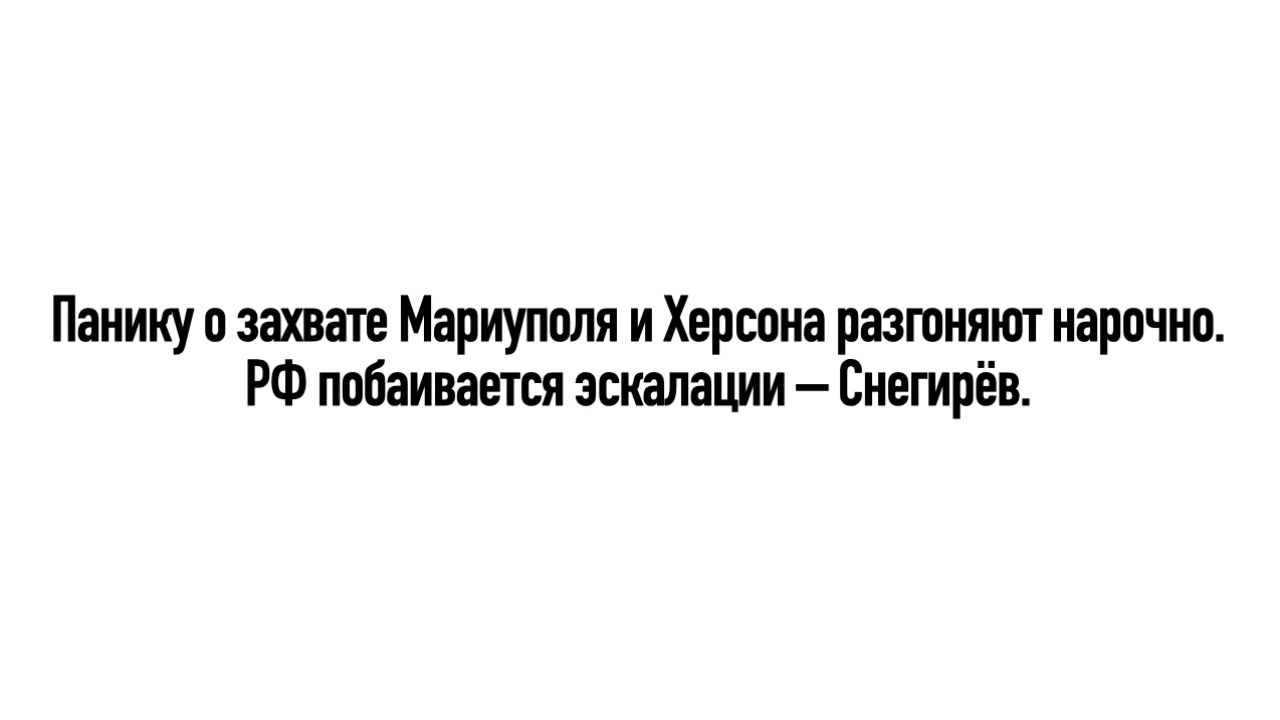 Панику о захвате Мариуполя и Херсона разгоняют нарочно.
РФ побаивается эскалации – Снегирёв.